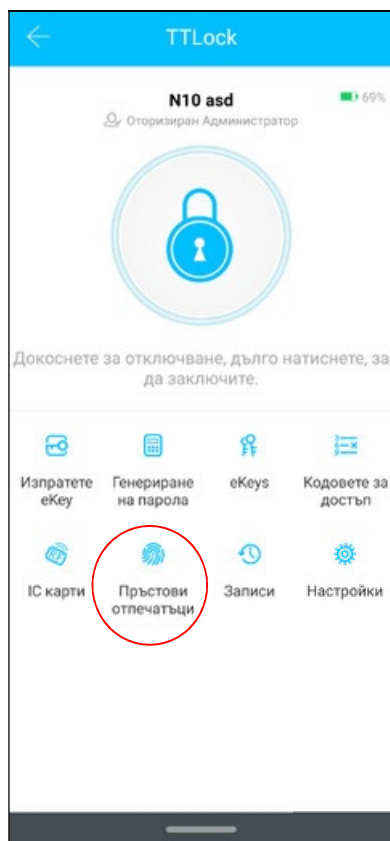 TTLock
N10 asd
69%
Оторизиран Администратор
Докоснете за отключване, дълго натиснете, за
да заключите.
Изпратете
eKey
Генериране
на парола
eKeys
Кодовете за
достъп
IC карти
Пръстови
отпечатъци
Записи
Настройки